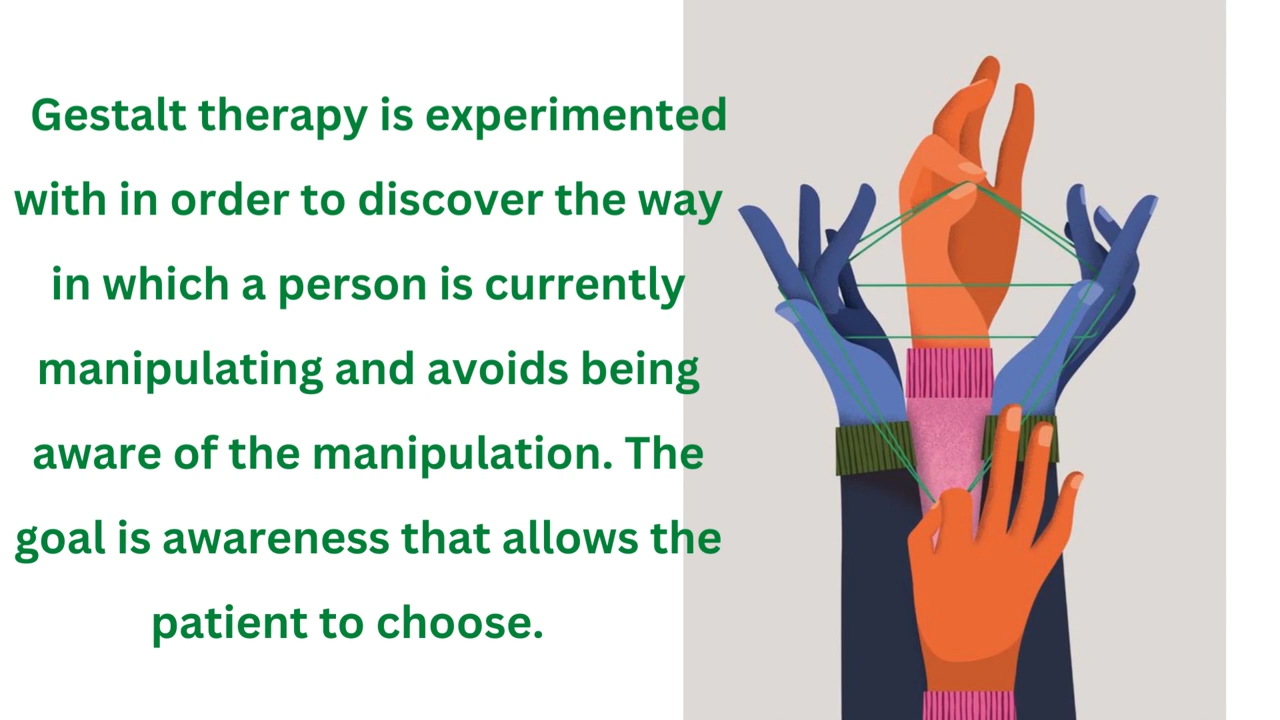 Gestalt therapy is experimented
with in order to discover the way
in which a person is currently
manipulating and avoids being
aware of the manipulation. The
goal is awareness that allows the
patient to choose.